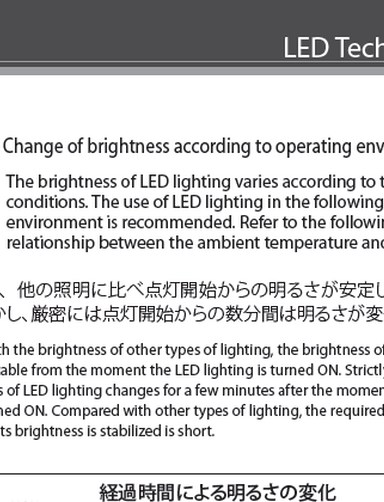 LED Tech
Change of brightness according to operating env
The brightness of LED lighting varies according to t
conditions. The use of LED lighting in the following
environment is recommended. Refer to the followin
relationship between the ambient temperature and
、他の照明に比べ点灯開始からの明るさが安定し
かし、厳密には点灯開始からの数分間は明るさが変
th the brightness of other types of lighting, the brightness of
able from the moment the LED lighting is turned ON. Strictly
s of LED lighting changes for a few minutes after the momen
ned ON. Compared with other types of lighting, the required
ts brightness is stabilized is short.
経過時間による明るさの変化